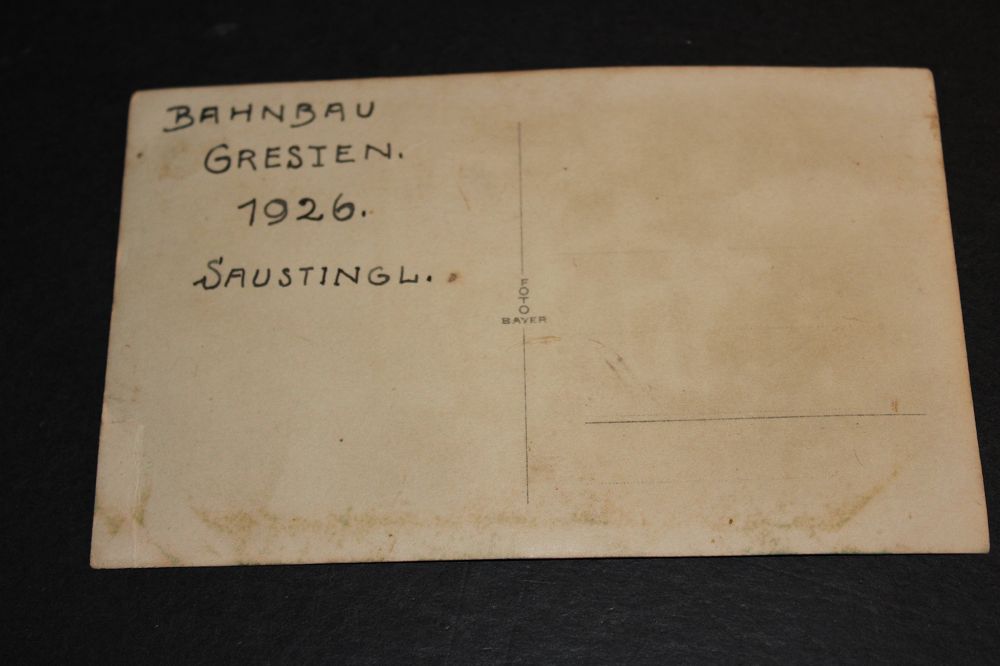 BAHNBAU
GRESTEN.
1926.
SAUSTINGL.
FOTO
BAYER